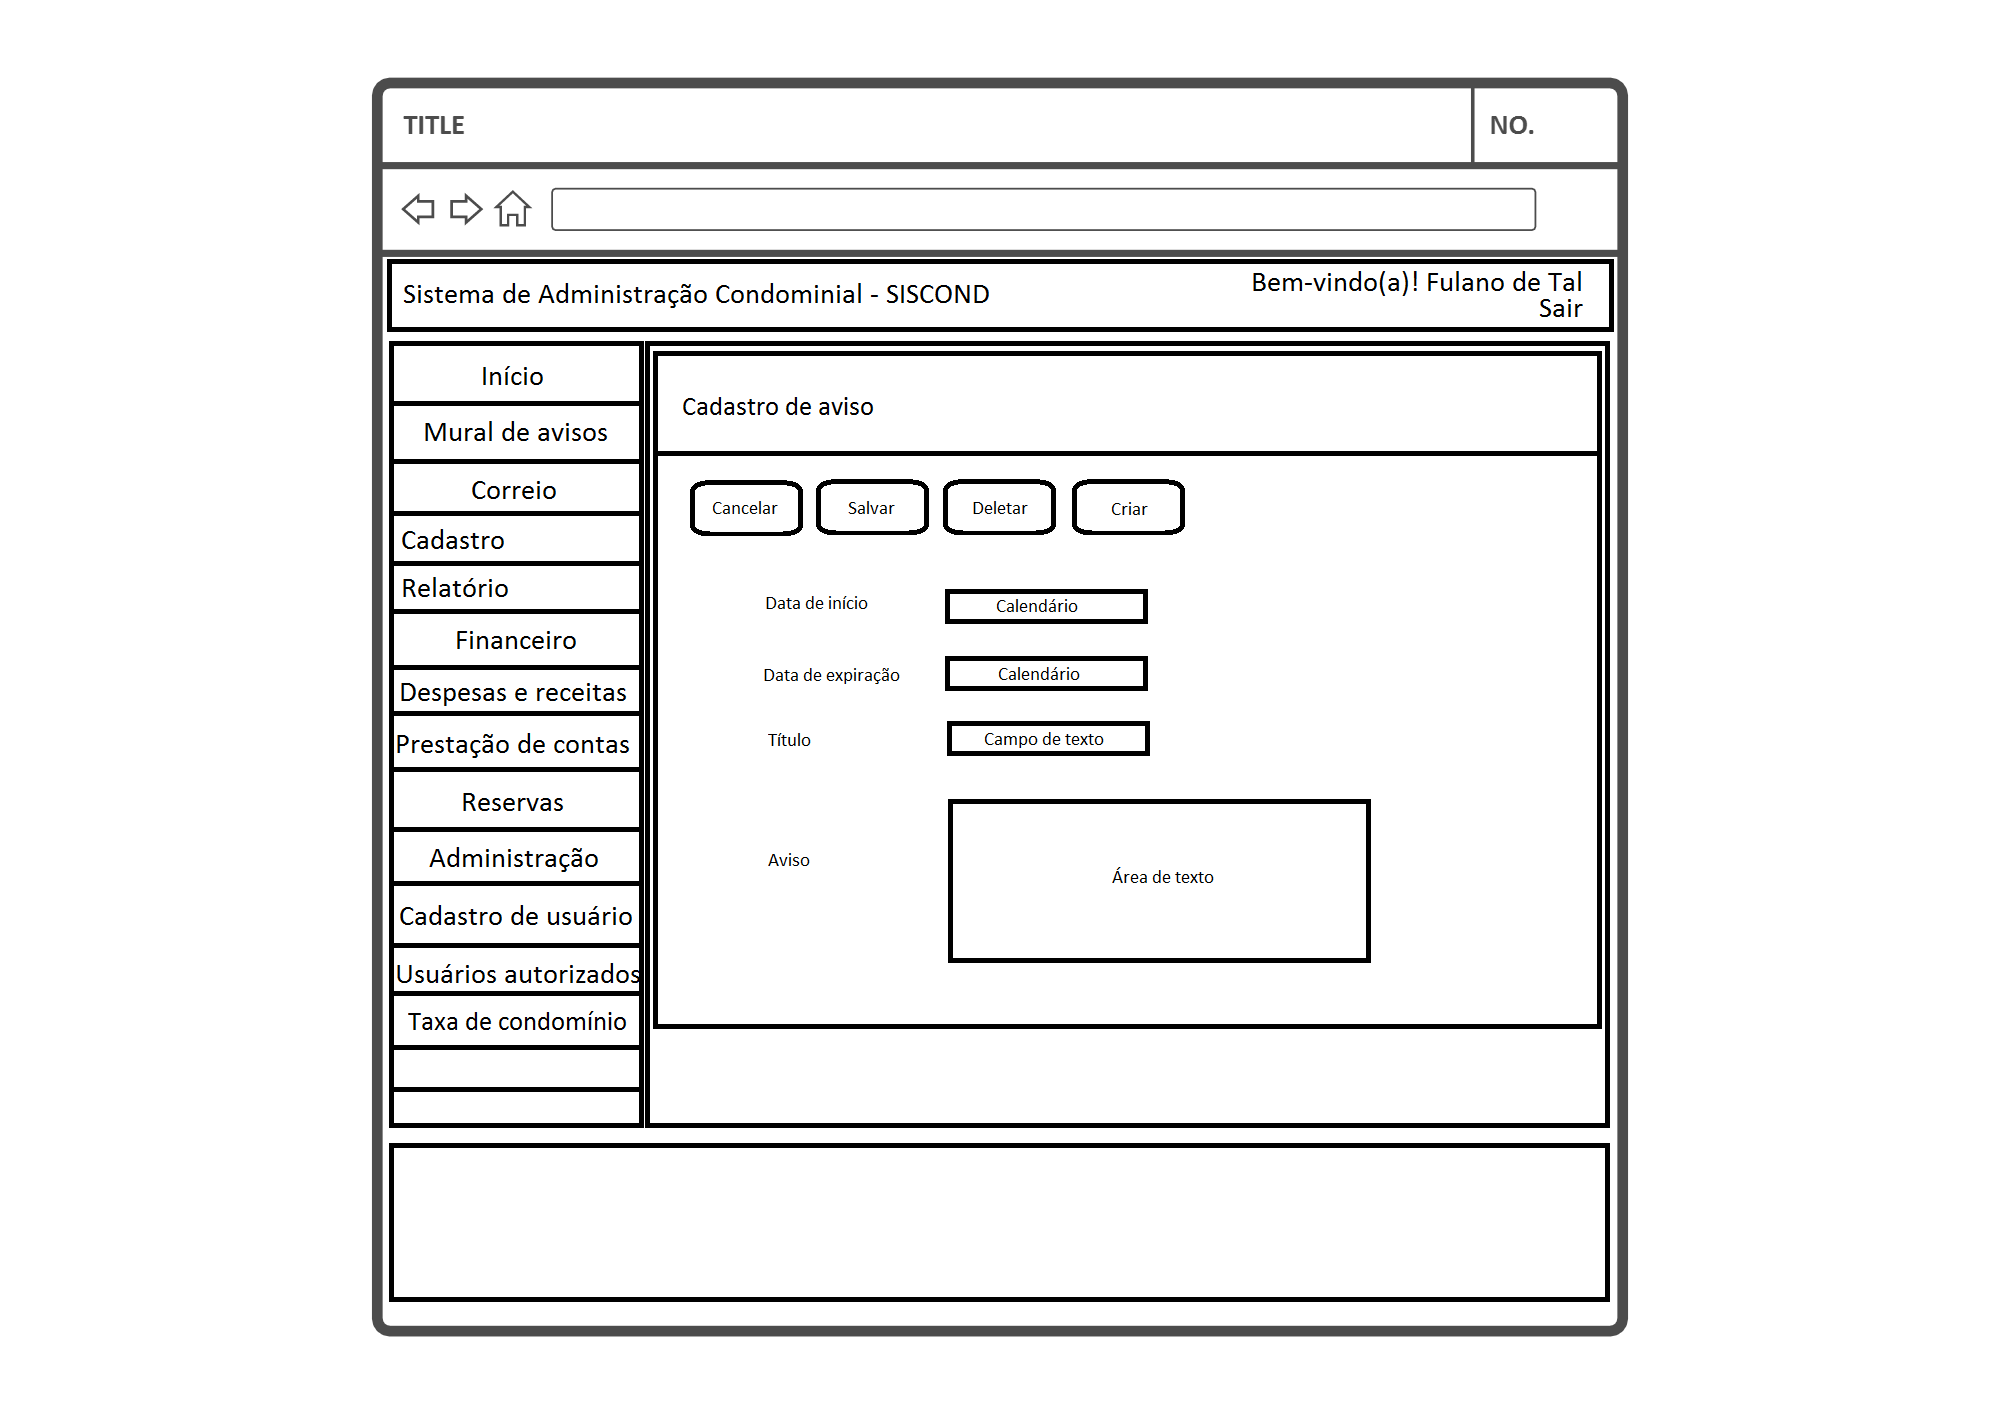 TITLE
NO.
Sistema de Administração Condominial - SISCOND
Bem-vindo(a)! Fulano de Tal
Sair
Início
Mural de avisos
Correio
Cadastro
Relatório
Financeiro
Despesas e receitas
Prestação de contas
Reservas
Administração
Cadastro de usuário
Usuários autorizados
Taxa de condomínio
Cadastro de aviso
Cancelar
Salvar
Deletar
Criar
Data de início
Calendário
Data de expiração
Calendário
Título
Campo de texto
Aviso
Área de texto